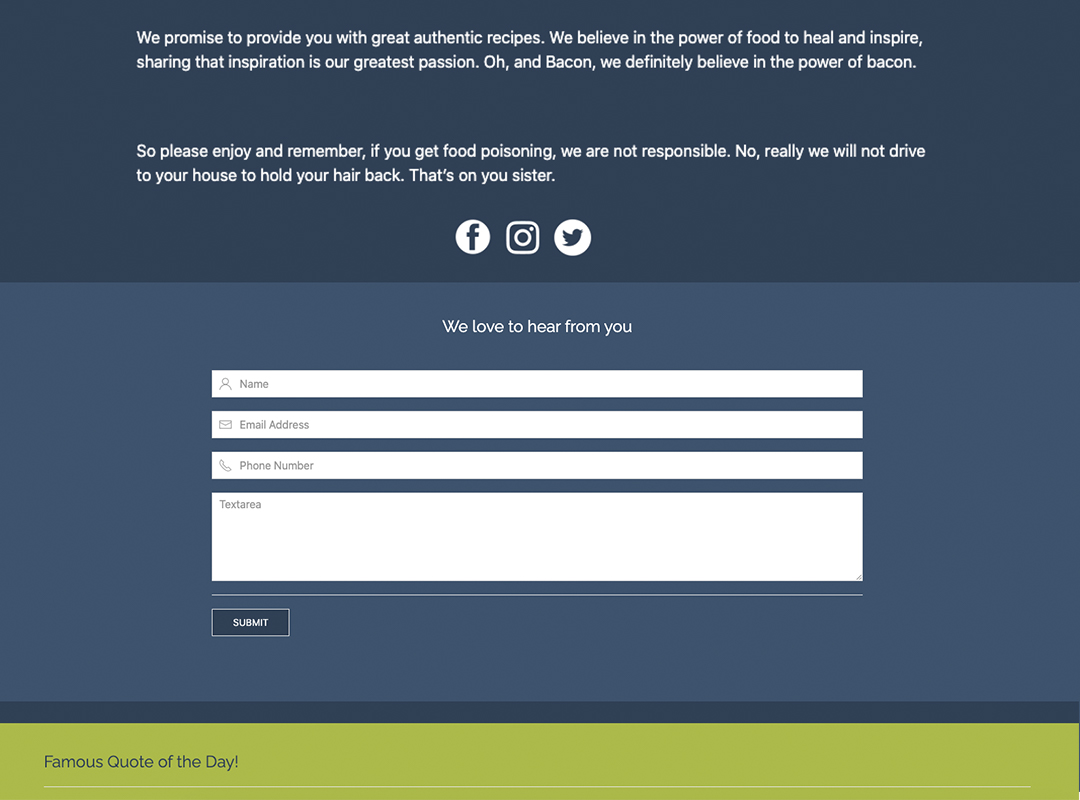 We promise to provide you with great authentic recipes. We believe in the power of food to heal and inspire,
sharing that inspiration is our greatest passion. Oh, and Bacon, we definitely believe in the power of bacon.
So please enjoy and remember, if you get food poisoning, we are not responsible. No, really we will not drive
to your house to hold your hair back. That’s on you sister.
We love to hear from you
Name
Email Address
Phone Number
Textarea
SUBMIT
Famous Quote of the Day!